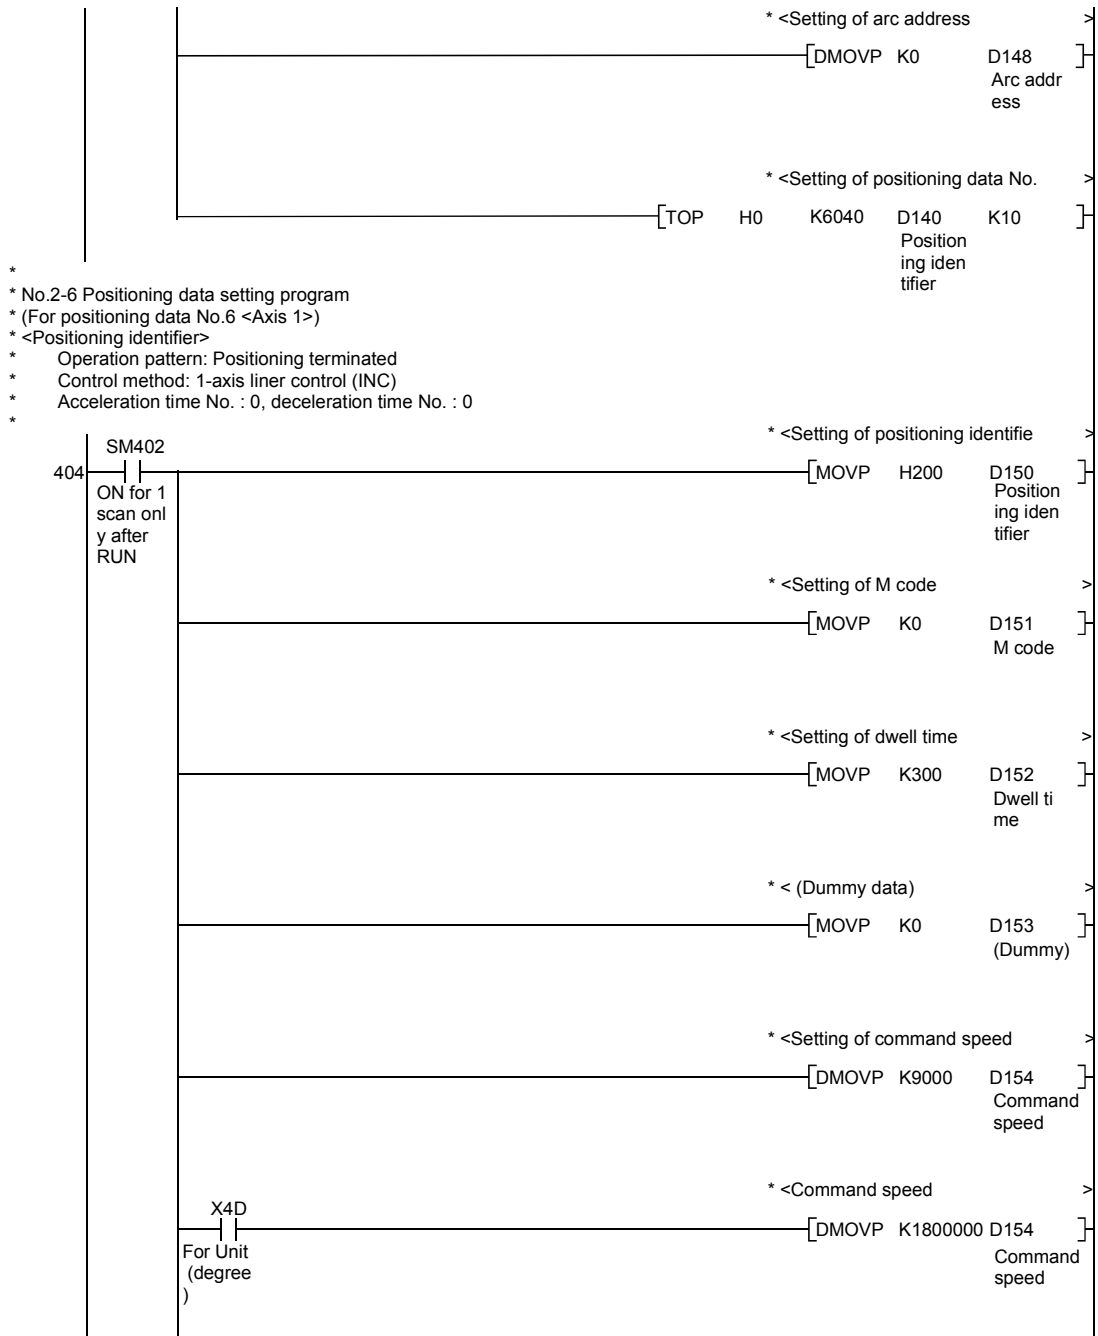 * <Setting of arc address >
DMOVP K0 D148
Arc addr
ess
* <Setting of positioning data No. >
TOP H0 K6040 D140 K10
Position
ing iden
tifier
*
* No.2-6 Positioning data setting program
* (For positioning data No.6 <Axis 1>)
* <Positioning identifier>
* Operation pattern: Positioning terminated
* Control method: 1-axis liner control (INC)
* Acceleration time No. : 0, deceleration time No. : 0
*
* <Setting of positioning identifie >
SM402
404
MOVP H200 D150
ON for 1
scan onl
y after
RUN
Position
ing iden
tifier
* <Setting of M code >
MOVP K0 D151
M code
* <Setting of dwell time >
MOVP K300 D152
Dwell ti
me
* < (Dummy data) >
MOVP K0 D153
(Dummy)
* <Setting of command speed >
DMOVP K9000 D154
Command
speed
* <Command speed >
X4D
DMOVP K1800000 D154
For Unit
(degree
)
Command
speed